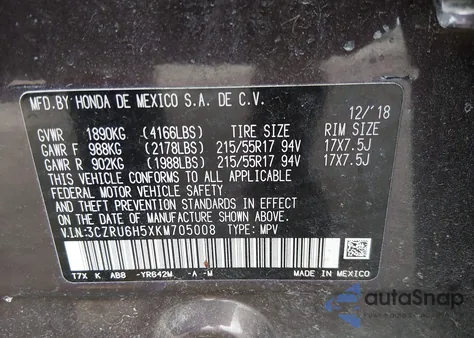 MFD.BY HONDA DE MEXICO S.A. DE C.V.
12/'18
GVWR 1890KG (4166LBS) TIRE SIZE RIM SIZE
GAWR F 988KG (2178LBS) 215/55R17 94V 17X7.5J
GAWR R 902KG (1988LBS) 215/55R17 94V 17X7.5J
THIS VEHICLE CONFORMS TO ALL APPLICABLE
FEDERAL MOTOR VEHICLE SAFETY
AND THEFT PREVENTION STANDARDS IN EFFECT
ON THE DATE OF MANUFACTURE SHOWN ABOVE.
V.I.N:3CZRU6H5XKM705008 TYPE: MPV
T7X K AB8 -YR642M -A -M MADE IN MEXICO
autoSnap